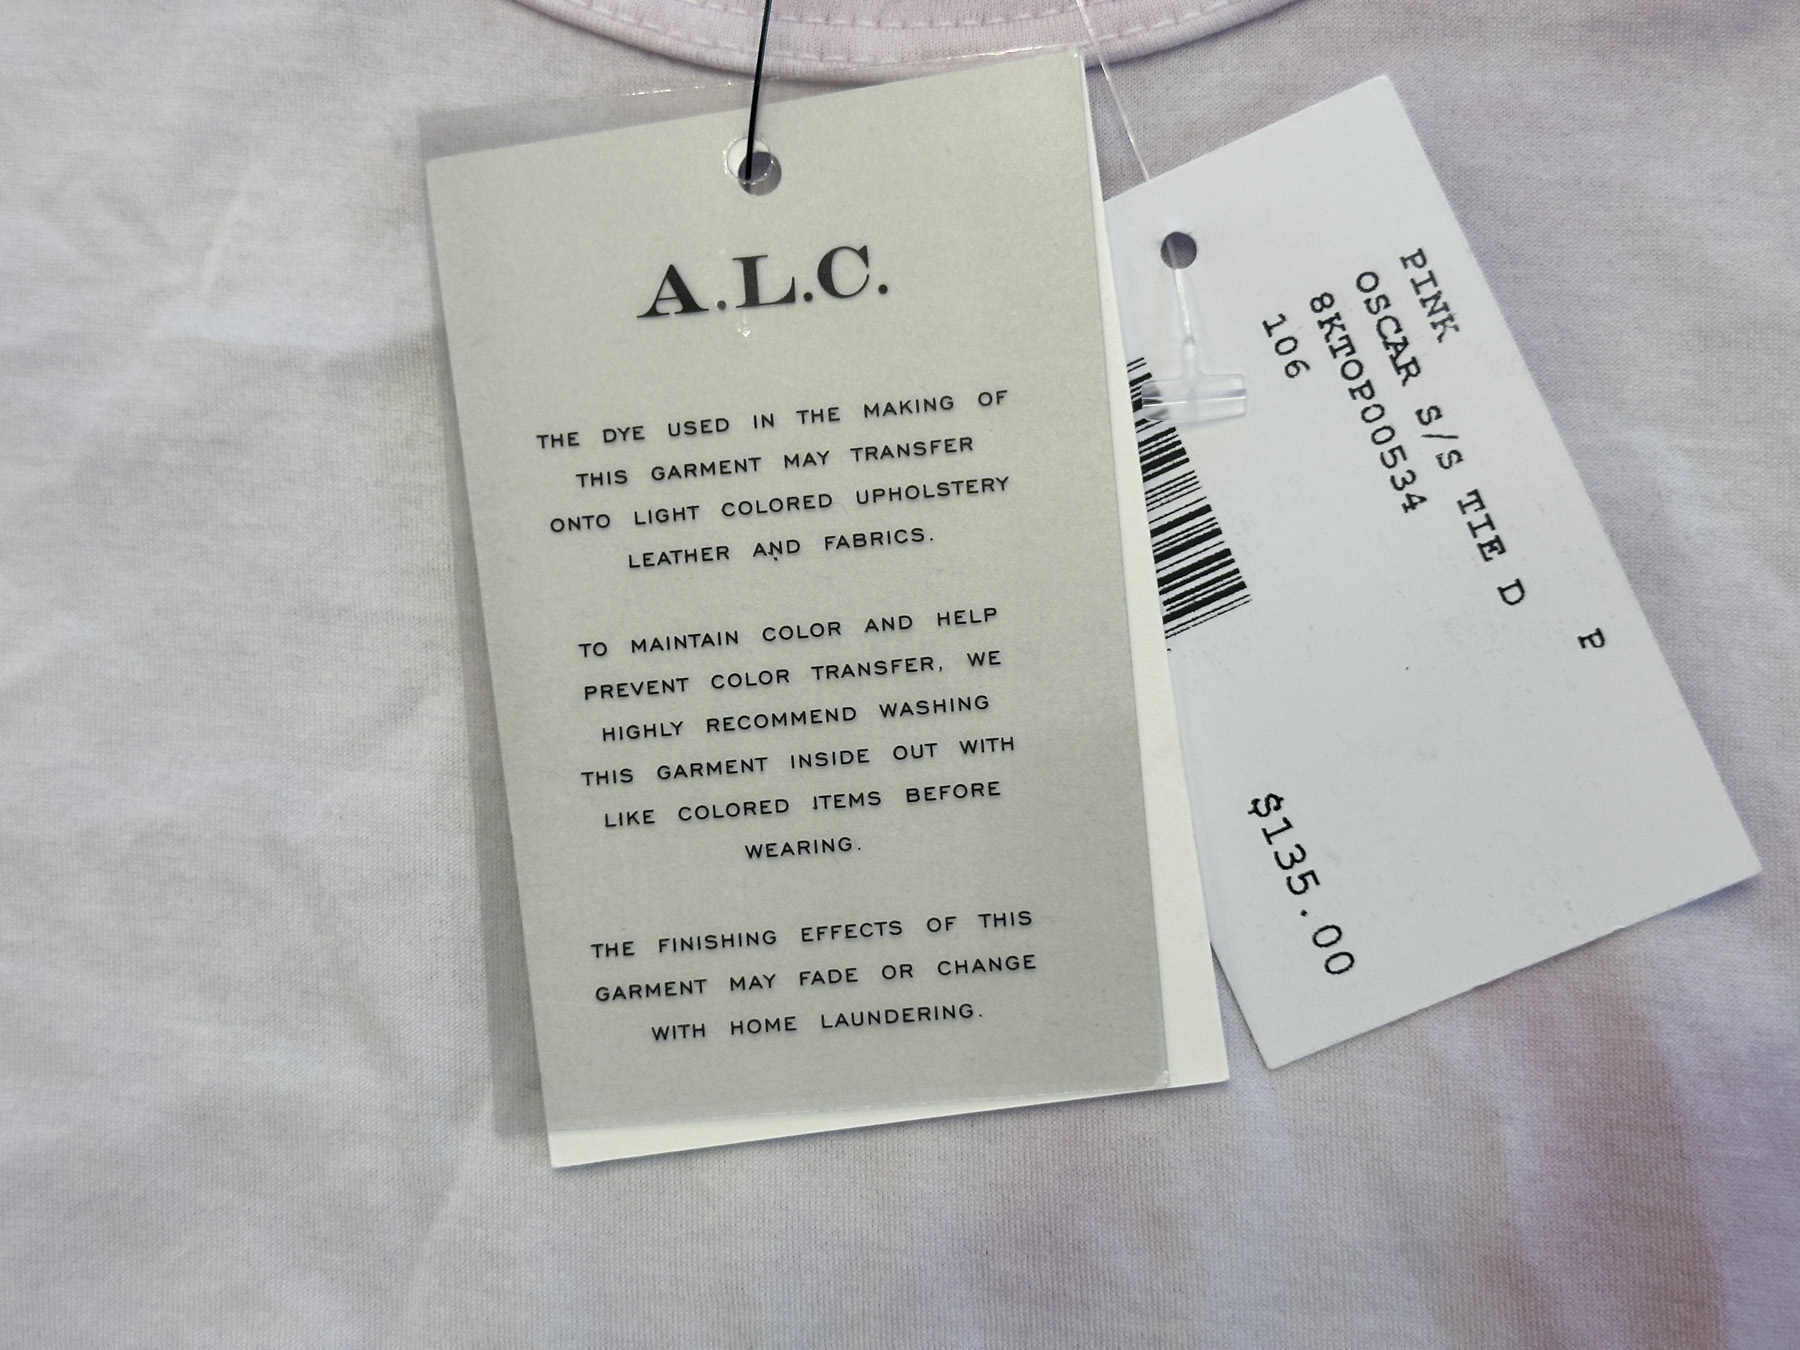 A.L.C.
THE DYE USED IN THE MAKING OF
THIS GARMENT MAY TRANSFER
ONTO LIGHT COLORED UPHOLSTERY
LEATHER AND FABRICS.
TO MAINTAIN COLOR AND HELP
PREVENT COLOR TRANSFER, WE
HIGHLY RECOMMEND WASHING
THIS GARMENT INSIDE OUT WITH
LIKE COLORED ITEMS BEFORE
WEARING.
THE FINISHING EFFECTS OF THIS
GARMENT MAY FADE OR CHANGE
WITH HOME LAUNDERING.
P
PINK
OSCAR S/S TIE D
8KTOP00534
106
$135.00